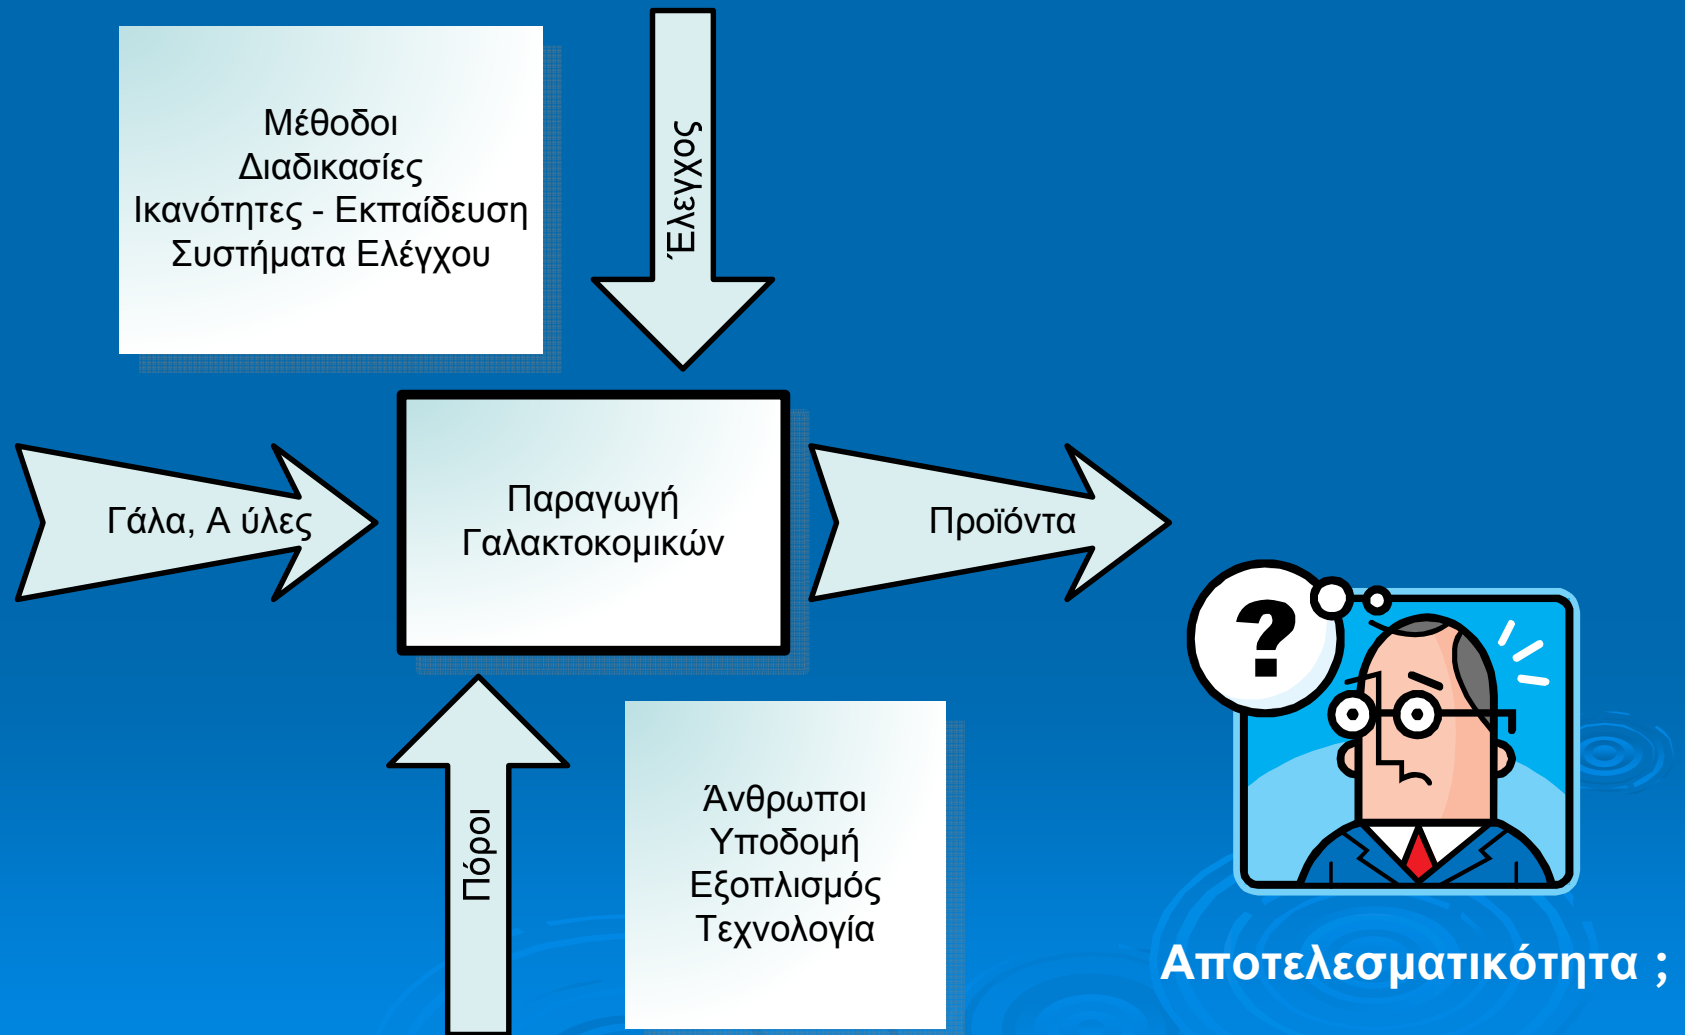 Μέθοδοι
Διαδικασίες
Ικανότητες - Εκπαίδευση
Συστήματα Ελέγχου
Έλεγχος
Γάλα, Α ύλες
Παραγωγή
Γαλακτοκομικών
Προϊόντα
?
Πόροι
Άνθρωποι
Υποδομή
Εξοπλισμός
Τεχνολογία
Αποτελεσματικότητα ;